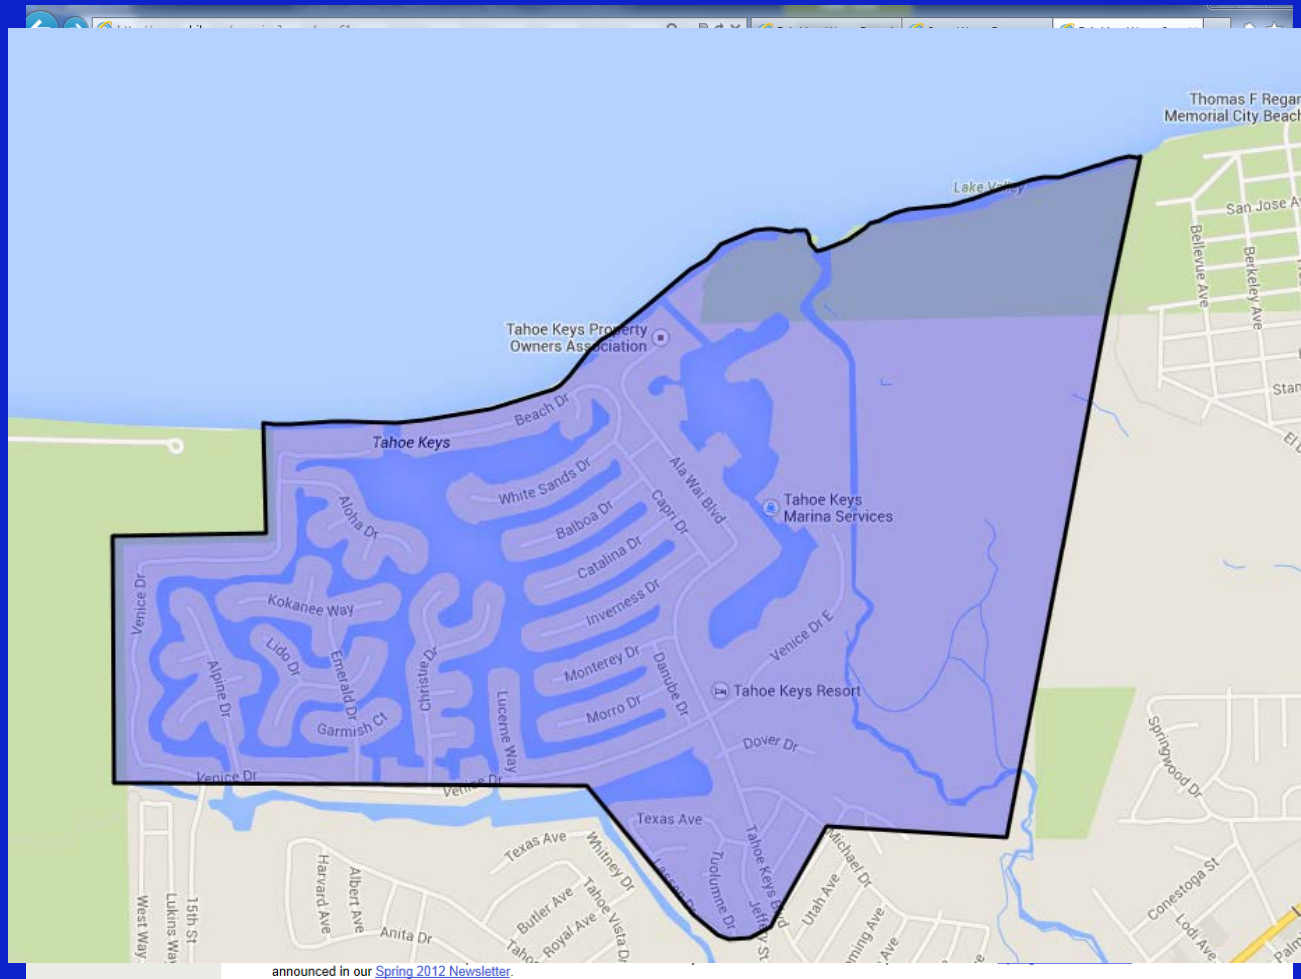 Thomas F Regan
Memorial City Beach
Lake Valley
San Jose
Bellevue Ave
Berkeley Ave
Tahoe Keys Property
Owners Association
Beach Dr
Tahoe Keys
White Sands Dr
Ala Wai Blvd
Aloha Dr
Balboa Dr
Capri Dr
Tahoe Keys
Marina Services
Catalina Dr
Venice Dr
Kokanee Way
Inverness Dr
Venice Dr E
Lido Dr
Emerald Dr
Christie Dr
Monterey Dr
Danube Dr
Alpine Dr
Tahoe Keys Resort
Lucerne Way
Morro Dr
Garmish Ct
Dover Dr
Springwood Dr
Venice Dr
Venice Dr
Texas Ave
Texas Ave
Whitney Dr
Lassen Dr
Tuolumne Dr
Tahoe Keys Blvd
Michael Dr
Harvard Ave
Albert Ave
Butler Ave
Tahoe Vista Dr
Jeffery St
Utah Ave
Conestoga St
West Way
Lukins Way
15th St
Anita Dr
Royal Ave
Lodi Ave
announced in our Spring 2012 Newsletter.